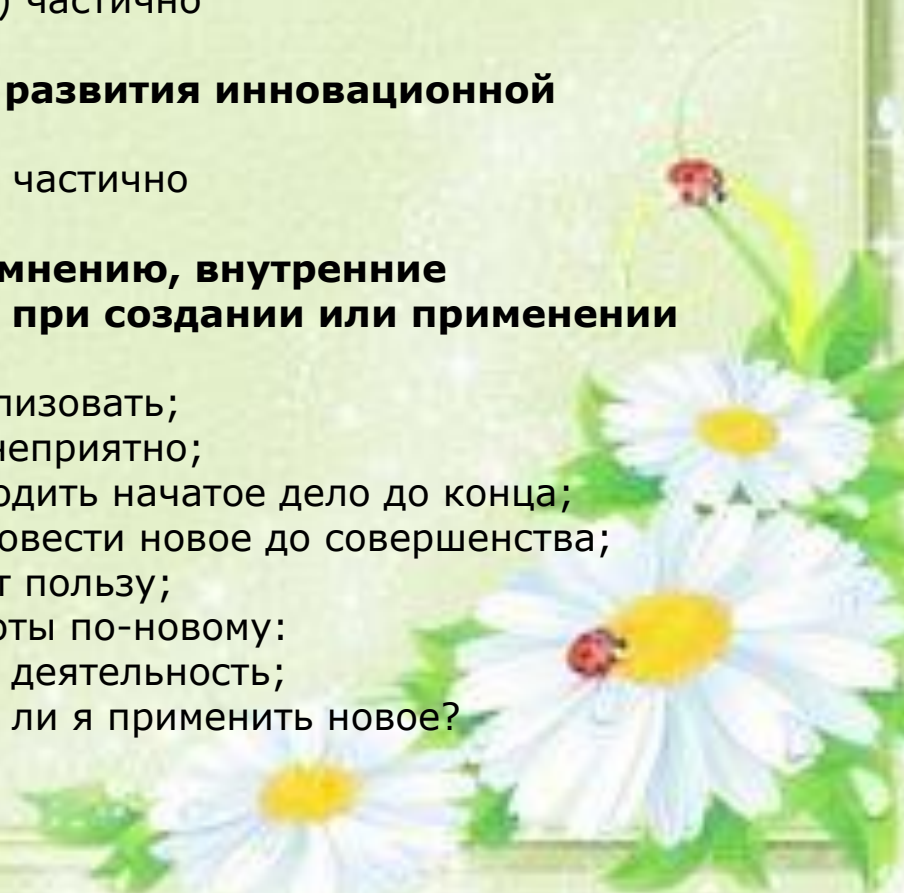 ) частично
развития инновационной
частично
мнению, внутренние
при создании или применении
лизовать;
неприятно;
одить начатое дело до конца;
овести новое до совершенства;
т пользу;
оты по-новому:
деятельность;
ли я применить новое?